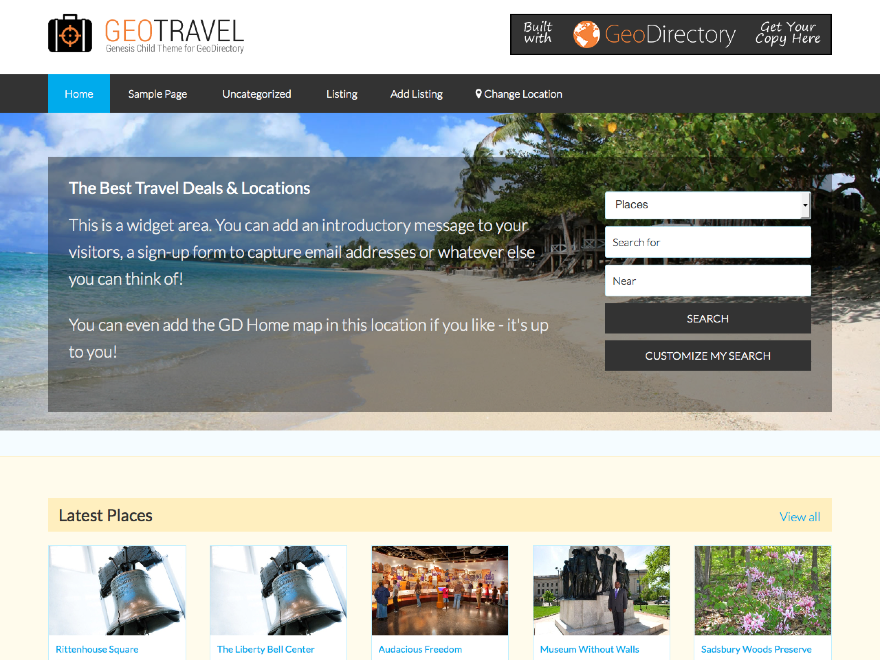 GEOTRAVEL
Genesis Child Theme for GeoDirectory
Built with GeoDirectory Get Your Copy Here
Home Sample Page Uncategorized Listing Add Listing Change Location
The Best Travel Deals & Locations
This is a widget area. You can add an introductory message to your
visitors, a sign-up form to capture email addresses or whatever else
you can think of!
You can even add the GD Home map in this location if you like - it's up
to you!
Places
Search for
Near
SEARCH
CUSTOMIZE MY SEARCH
Latest Places View all
Rittenhouse Square The Liberty Bell Center Audacious Freedom Museum Without Walls Sadsbury Woods Preserve